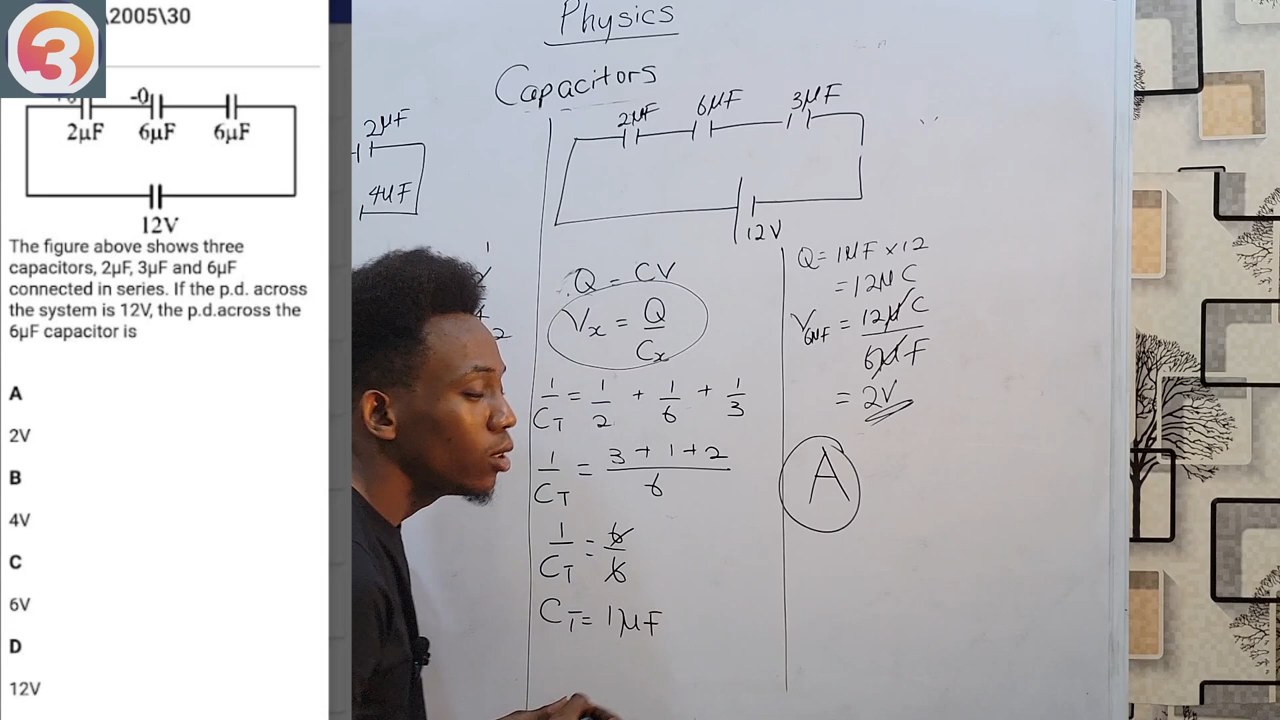 3
\2005\30
-0
2µF 6µF 6µF
12V
The figure above shows three
capacitors, 2µF, 3µF and 6µF
connected in series. If the p.d. across
the system is 12V, the p.d.across the
6µF capacitor is
A
2V
B
4V
C
6V
D
12V
Physics
Capacitors
2µF
4µF
2µF 6µF 3µF
12V
Q = CV
Vx = Q/Cx
1/CT = 1/2 + 1/6 + 1/3
1/CT = 3+1+2/6
1/CT = 6/6
CT = 1µF
Q = 1µF × 12
= 12µC
V6µF = 12µC/6µF
= 2V
A